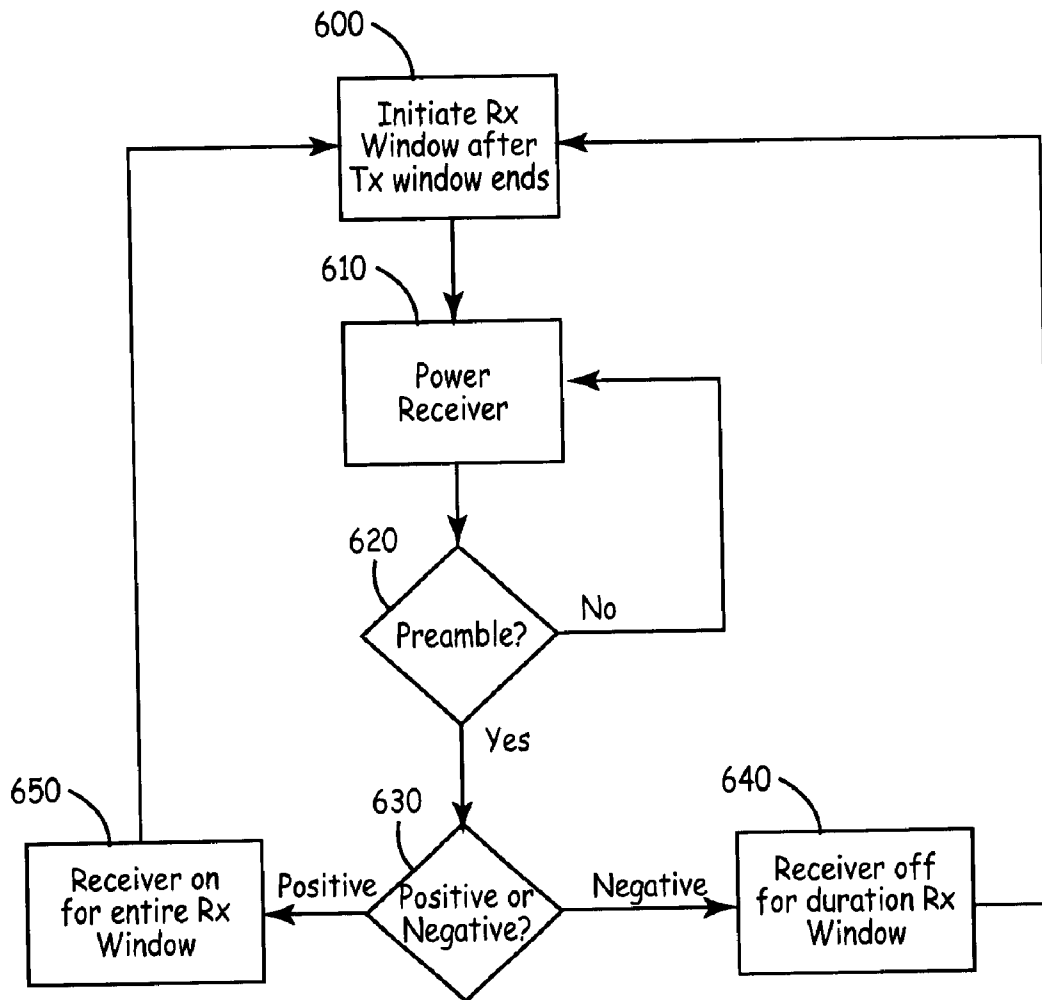 600
Initiate Rx
Window after
Tx window ends
610
Power
Receiver
620
Preamble?
No
Yes
650
630
640
Receiver on
for entire Rx
Window
Positive
Positive or
Negative?
Negative
Receiver off
for duration Rx
Window